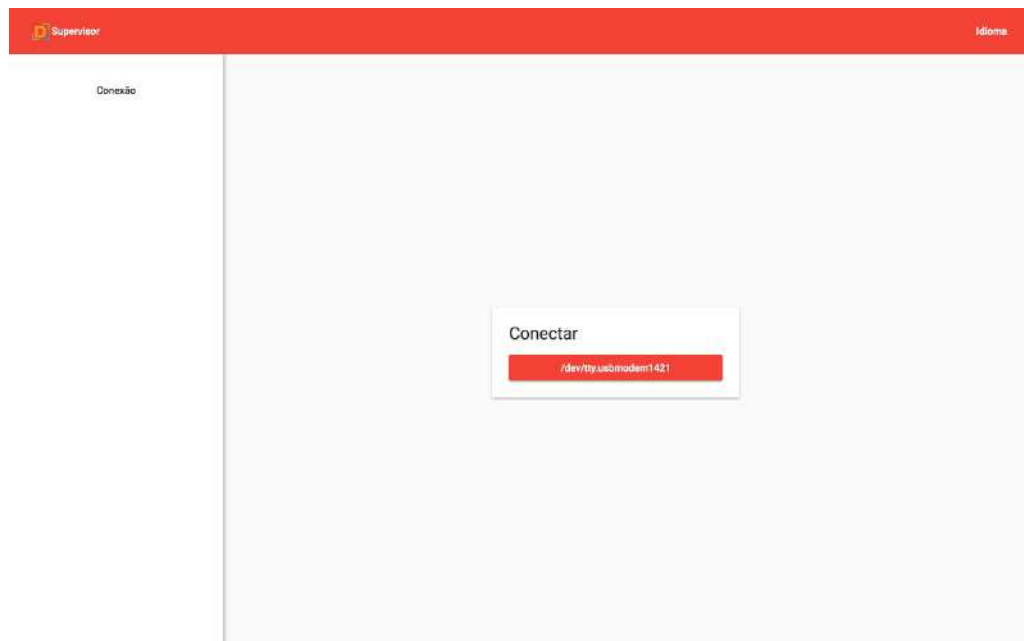 D Supervisor
Idioma
Conexão
Conectar
/dev/tty.usbmodem1421